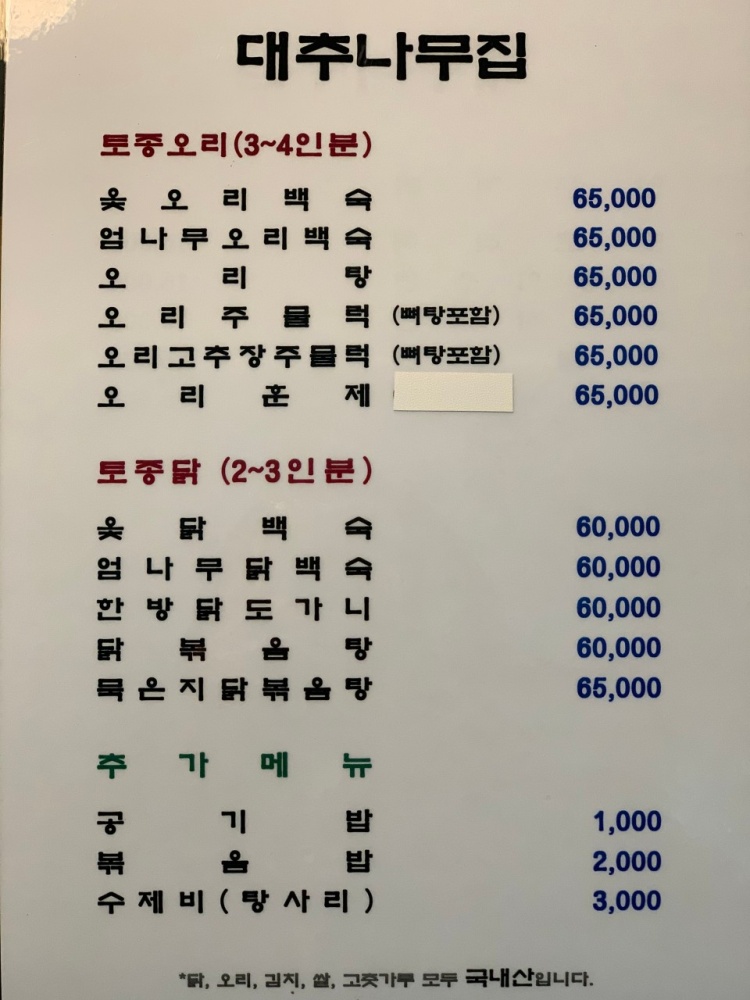 대추나무집
토종오리(3~4인분)
옻오리백숙 65,000
엄나무오리백숙 65,000
오리탕 65,000
오리주물럭 (뼈탕포함) 65,000
오리고추장주물럭 (뼈탕포함) 65,000
오리훈제 65,000
토종닭 (2~3인분)
옻닭백숙 60,000
엄나무닭백숙 60,000
한방닭도가니 60,000
닭볶음탕 60,000
묵은지닭볶음탕 65,000
추가메뉴
공기밥 1,000
볶음밥 2,000
수제비(탕사리) 3,000
*닭, 오리, 김치, 쌀, 고춧가루 모두 국내산입니다.